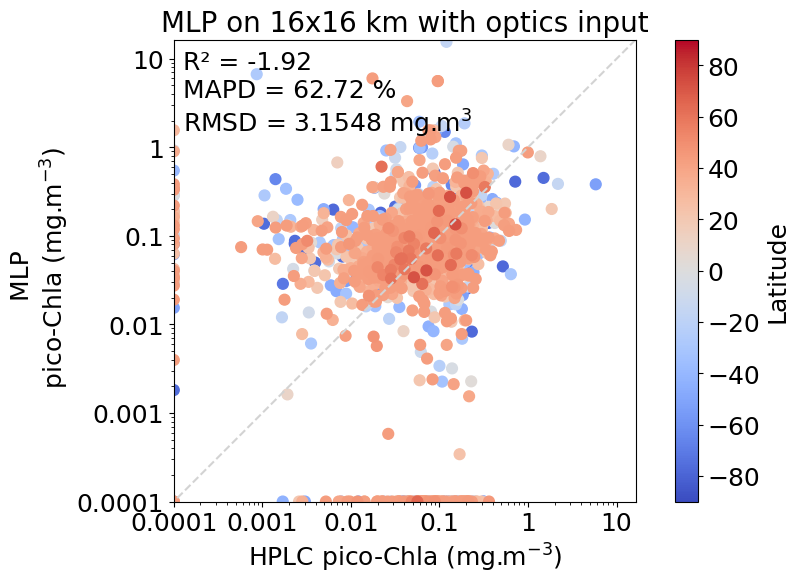 MLP on 16x16 km with optics input
R² = -1.92
MAPD = 62.72 %
RMSD = 3.1548 mg.m³
10
1
0.1
0.01
0.001
0.0001
MLP
pico-Chla (mg.m⁻³)
0.0001
0.001
0.01
0.1
1
10
HPLC pico-Chla (mg.m⁻³)
80
60
40
20
0
−20
−40
−60
−80
Latitude